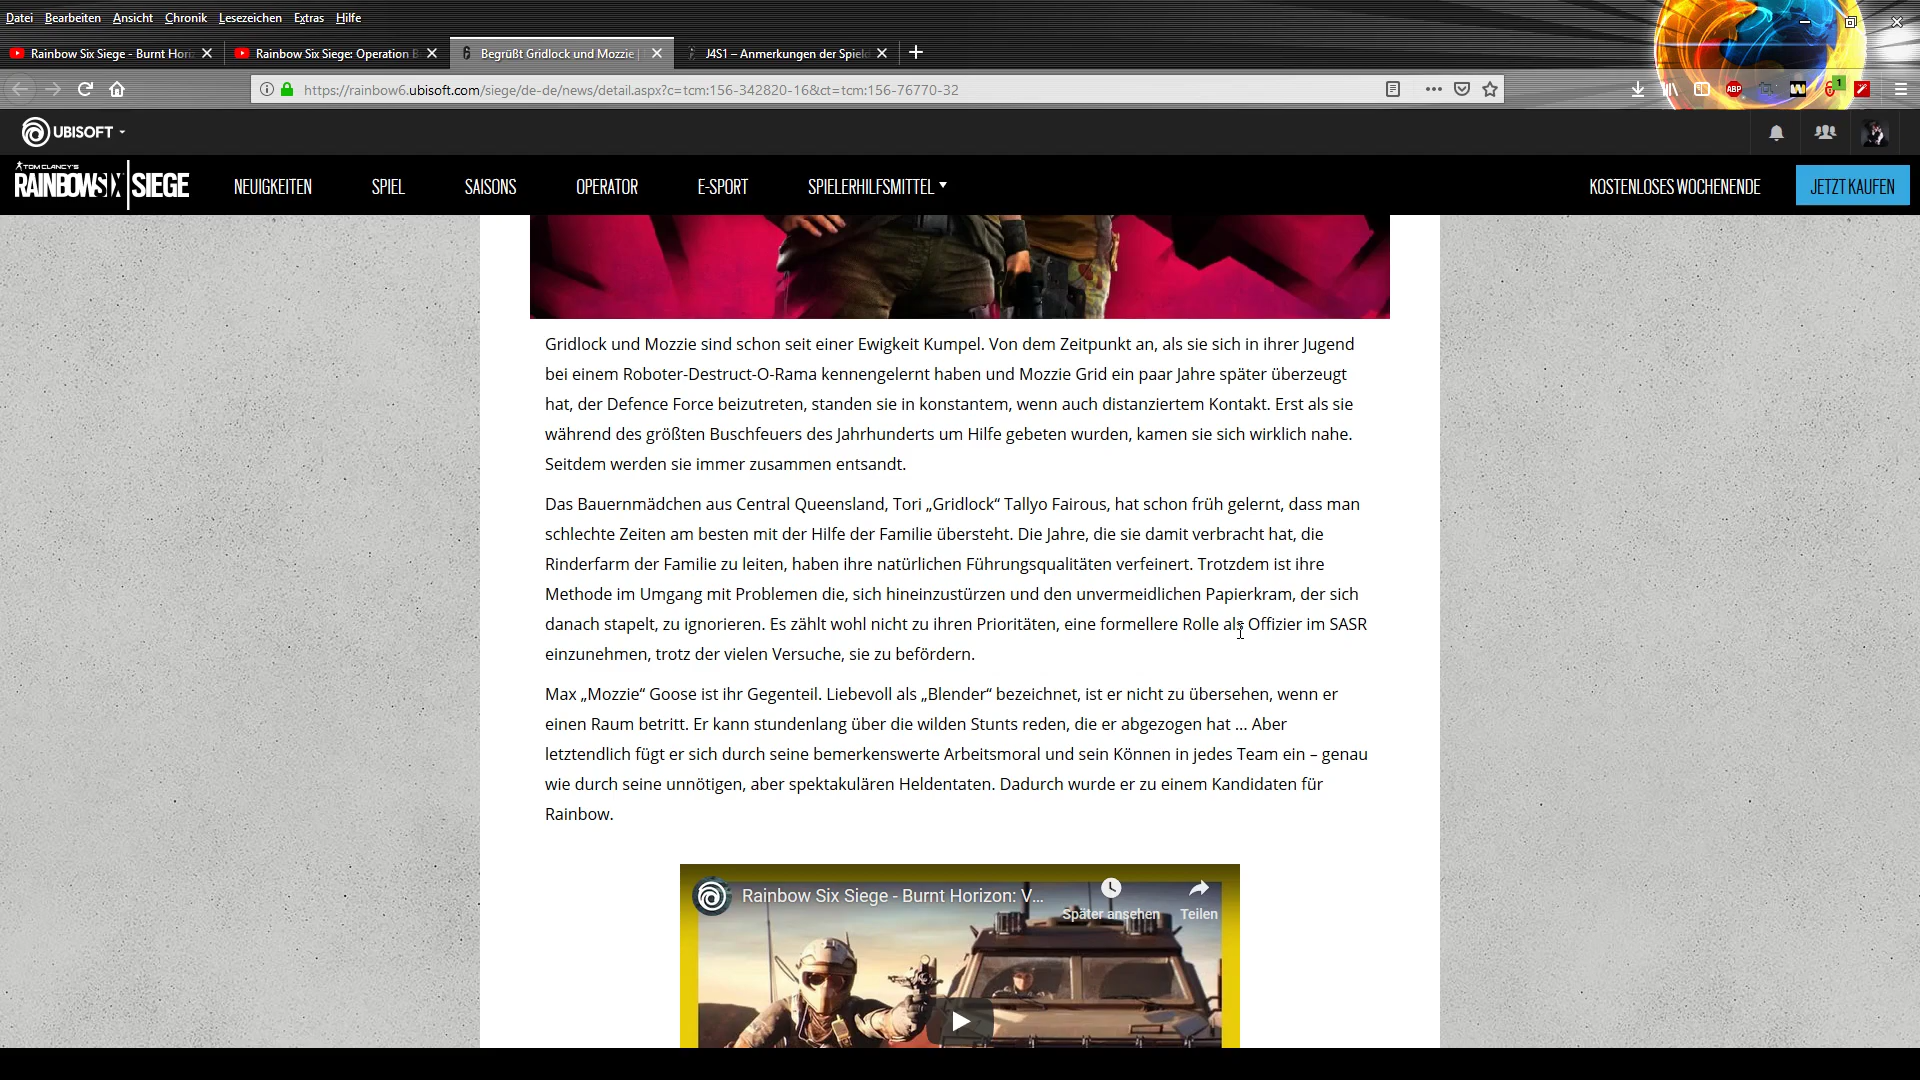 Datei Bearbeiten Ansicht Chronik Lesezeichen Extras Hilfe
Rainbow Six Siege - Burnt Horiz
Rainbow Six Siege: Operation B
Begrüßt Gridlock und Mozzie |
J4S1 – Anmerkungen der Spiel
https://rainbow6.ubisoft.com/siege/de-de/news/detail.aspx?c=tcm:156-342820-16&ct=tcm:156-76770-32
ABP
1
UBISOFT
TOM CLANCY'S
RAINBOW SIX SIEGE
NEUIGKEITEN SPIEL SAISONS OPERATOR E-SPORT SPIELERHILFSMITTEL KOSTENLOSES WOCHENENDE JETZT KAUFEN
Gridlock und Mozzie sind schon seit einer Ewigkeit Kumpel. Von dem Zeitpunkt an, als sie sich in ihrer Jugend
bei einem Roboter-Destruct-O-Rama kennengelernt haben und Mozzie Grid ein paar Jahre später überzeugt
hat, der Defence Force beizutreten, standen sie in konstantem, wenn auch distanziertem Kontakt. Erst als sie
während des größten Buschfeuers des Jahrhunderts um Hilfe gebeten wurden, kamen sie sich wirklich nahe.
Seitdem werden sie immer zusammen entsandt.
Das Bauernmädchen aus Central Queensland, Tori „Gridlock“ Tallyo Fairous, hat schon früh gelernt, dass man
schlechte Zeiten am besten mit der Hilfe der Familie übersteht. Die Jahre, die sie damit verbracht hat, die
Rinderfarm der Familie zu leiten, haben ihre natürlichen Führungsqualitäten verfeinert. Trotzdem ist ihre
Methode im Umgang mit Problemen die, sich hineinzustürzen und den unvermeidlichen Papierkram, der sich
danach stapelt, zu ignorieren. Es zählt wohl nicht zu ihren Prioritäten, eine formellere Rolle als Offizier im SASR
einzunehmen, trotz der vielen Versuche, sie zu befördern.
Max „Mozzie“ Goose ist ihr Gegenteil. Liebevoll als „Blender“ bezeichnet, ist er nicht zu übersehen, wenn er
einen Raum betritt. Er kann stundenlang über die wilden Stunts reden, die er abgezogen hat ... Aber
letztendlich fügt er sich durch seine bemerkenswerte Arbeitsmoral und sein Können in jedes Team ein – genau
wie durch seine unnötigen, aber spektakulären Heldentaten. Dadurch wurde er zu einem Kandidaten für
Rainbow.
Rainbow Six Siege - Burnt Horizon: V...
Später ansehen
Teilen